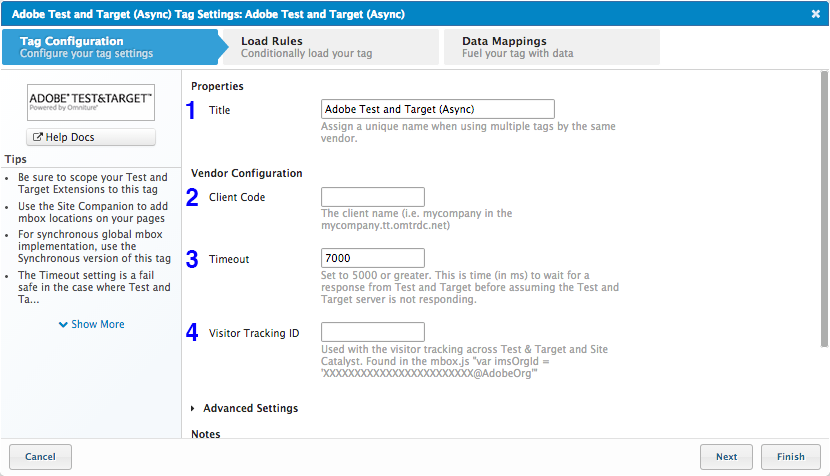 Adobe Test and Target (Async) Tag Settings: Adobe Test and Target (Async)
Tag Configuration
Configure your tag settings
Load Rules
Conditionally load your tag
Data Mappings
Fuel your tag with data
ADOBE® TEST&TARGET™
Powered by Omniture®
Help Docs
Tips
• Be sure to scope your Test and
Target Extensions to this tag
• Use the Site Companion to add
mbox locations on your pages
• For synchronous global mbox
implementation, use the
Synchronous version of this tag
• The Timeout setting is a fail
safe in the case where Test and
Ta...
Show More
Properties
1 Title
Adobe Test and Target (Async)
Assign a unique name when using multiple tags by the same
vendor.
Vendor Configuration
2 Client Code
The client name (i.e. mycompany in the
mycompany.tt.omtrdc.net)
3 Timeout
7000
Set to 5000 or greater. This is time (in ms) to wait for a
response from Test and Target before assuming the Test and
Target server is not responding.
4 Visitor Tracking ID
Used with the visitor tracking across Test & Target and Site
Catalyst. Found in the mbox.js "var imsOrgId =
'XXXXXXXXXXXXXXXXXXXXXXXX@AdobeOrg'"
Advanced Settings
Notes
Cancel
Next
Finish